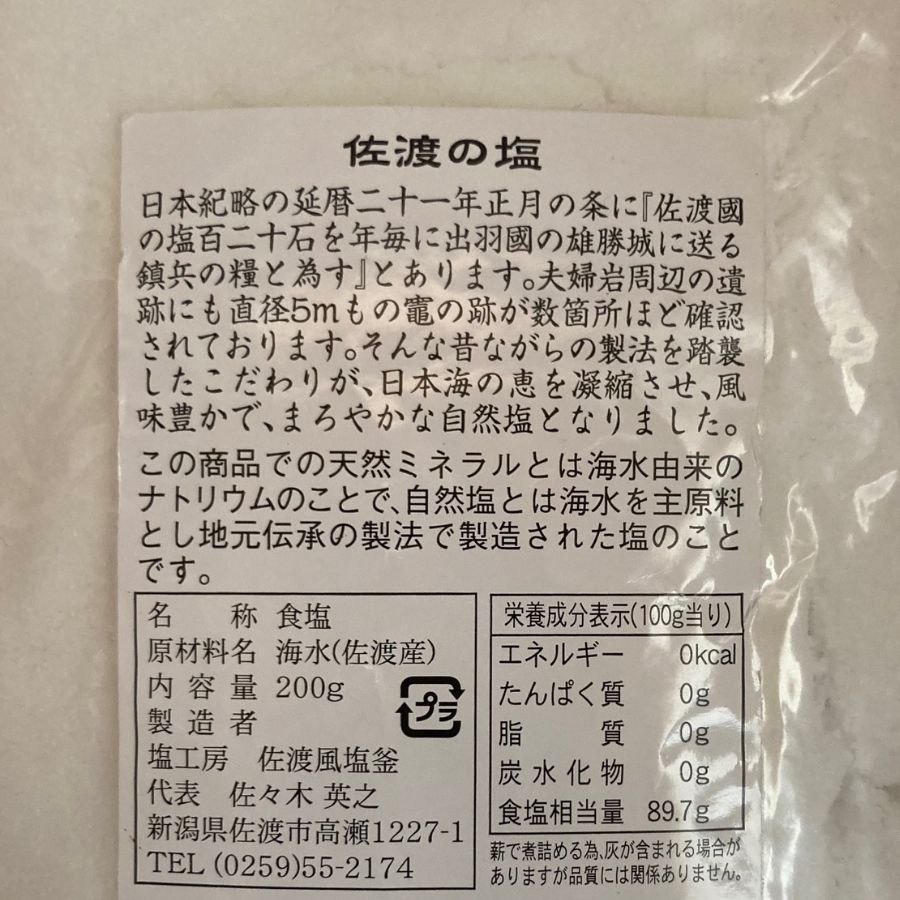 佐渡の塩
日本紀略の延暦二十一年正月の条に『佐渡國
の塩百二十石を年毎に出羽國の雄勝城に送る
鎮兵の糧と為す』とあります。夫婦岩周辺の遺
跡にも直径5mもの竃の跡が数箇所ほど確認
されております。そんな昔ながらの製法を踏襲
したこだわりが、日本海の恵を凝縮させ、風
味豊かで、まろやかな自然塩となりました。
この商品での天然ミネラルとは海水由来の
ナトリウムのことで、自然塩とは海水を主原料
とし地元伝承の製法で製造された塩のこと
です。
名　称 食塩
原材料名 海水(佐渡産)
内容量 200g
製造者
プラ
塩工房　佐渡風塩釜
代表　佐々木 英之
新潟県佐渡市高瀬1227-1
TEL (0259)55-2174
栄養成分表示(100g当り)
エネルギー 0kcal
たんぱく質 0g
脂　質 0g
炭水化物 0g
食塩相当量 89.7g
薪で煮詰める為、灰が含まれる場合が
ありますが品質には関係ありません。